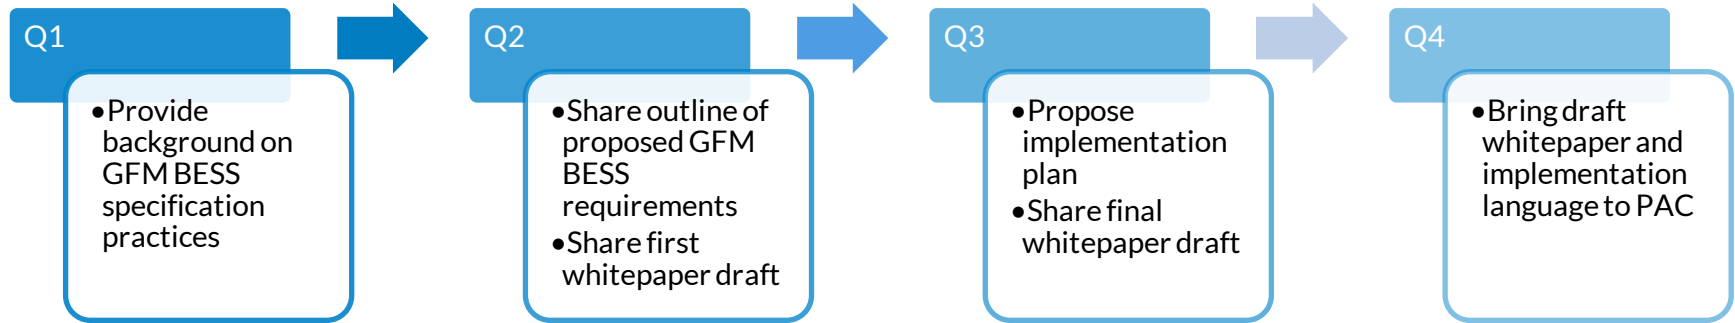 Q1
•Provide
background on
GFM BESS
specification
practices
Q2
•Share outline of
proposed GFM
BESS
requirements
•Share first
whitepaper draft
Q3
•Propose
implementation
plan
•Share final
whitepaper draft
Q4
•Bring draft
whitepaper and
implementation
language to PAC